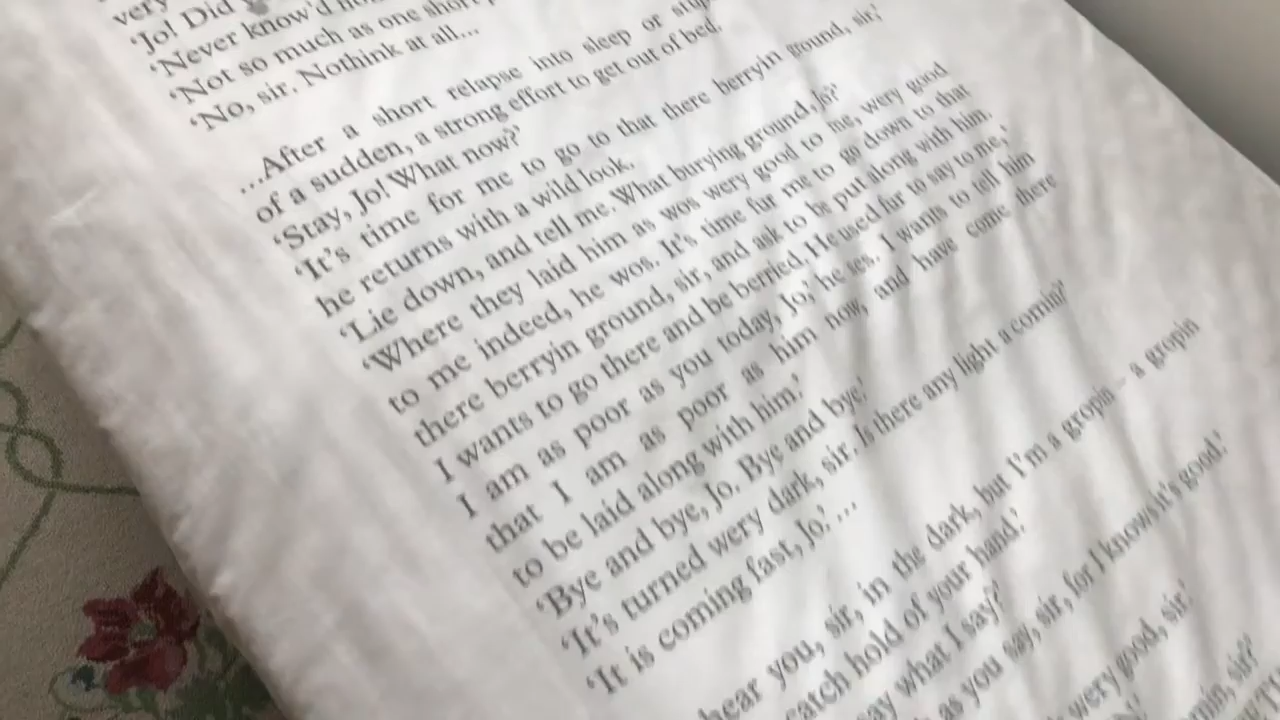 very
'Jo! Did
'Never know'd
'Not so much as one short
'No, sir. Nothink at all...
...After a short relapse into sleep or
of a sudden, a strong effort to get out of bed.
'Stay, Jo! What now?'
'It's time for me to go to that there berryin ground, sir,'
he returns with a wild look.
'Lie down, and tell me. What burying ground, Jo?'
'Where they laid him as wos very good to me, very good
to me indeed, he wos. It's time fur me to go down to that
there berryin ground, sir, and ask to be put along with him.
I wants to go there and be berried. He used fur to say to me,'
I am as poor as you today, Jo,' he ses. I wants to tell him
that I am as poor as him now, and have come there
to be laid along with him.'
'Bye and bye, Jo. Bye and bye.'
'It's turned wery dark, sir. Is there any light a comin?'
'It is coming fast, Jo.' ...
hear you, sir, in the dark, but I'm a gropin – a gropin
catch hold of your hand.'
say what I say?'
as you say, sir, for I knows it's good.'
wery good, sir.'
sir?